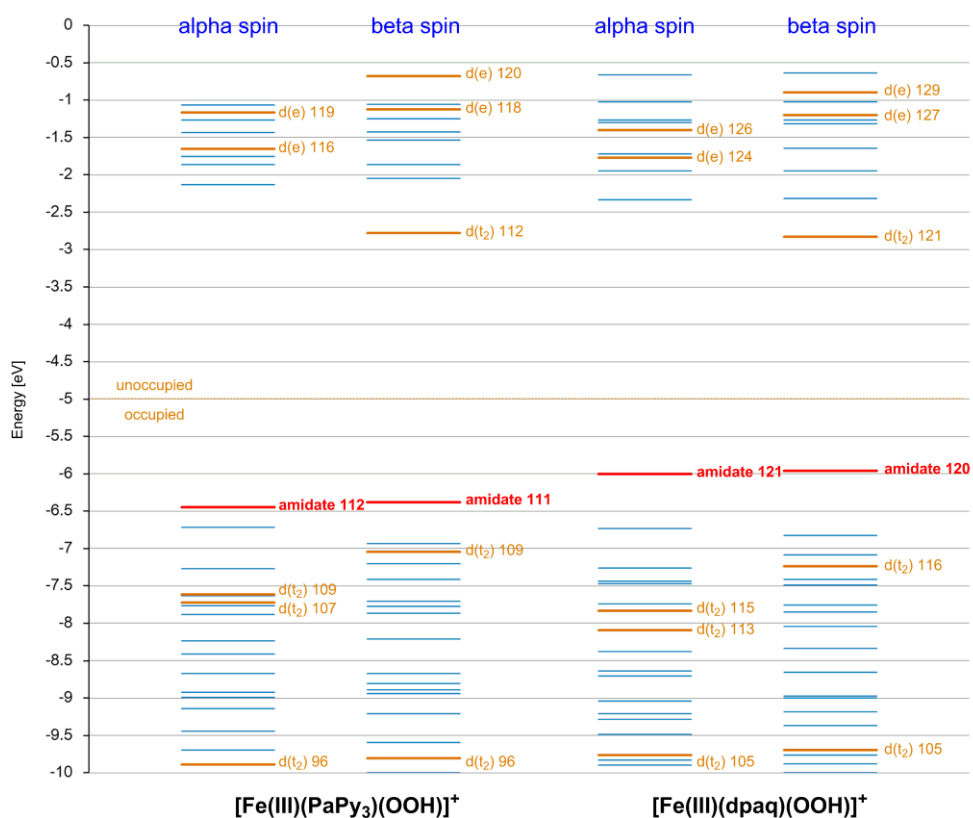 alpha spin beta spin alpha spin beta spin
0
-0.5
-1
-1.5
-2
-2.5
-3
-3.5
-4
-4.5
-5
-5.5
-6
-6.5
-7
-7.5
-8
-8.5
-9
-9.5
-10
Energy [eV]
unoccupied
occupied
d(e) 119
d(e) 116
amidate 112
d(t₂) 109
d(t₂) 107
d(t₂) 96
d(e) 120
d(e) 118
d(t₂) 112
amidate 111
d(t₂) 109
d(t₂) 96
d(e) 126
d(e) 124
amidate 121
d(t₂) 115
d(t₂) 113
d(t₂) 105
d(e) 129
d(e) 127
d(t₂) 121
amidate 120
d(t₂) 116
d(t₂) 105
[Fe(III)(PaPy₃)(OOH)]⁺ [Fe(III)(dpaq)(OOH)]⁺